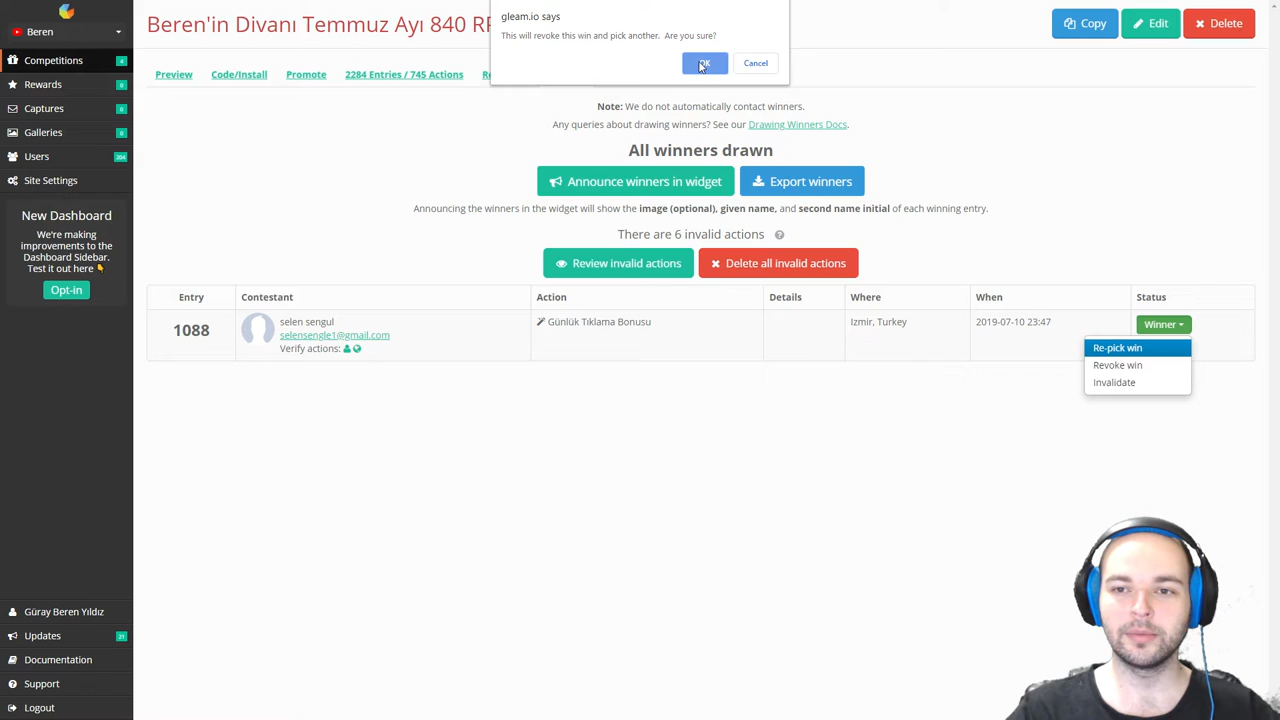 Beren
Competitions 4
Rewards 0
Captures 0
Galleries 0
Users 204
Site Settings
New Dashboard
We're making
improvements to the
Dashboard Sidebar.
Test it out here 👇
Opt-in
Güray Beren Yıldız
Updates 21
Documentation
Support
Logout
Beren'in Divanı Temmuz Ayı 840 RP
Copy
Edit
Delete
gleam.io says
This will revoke this win and pick another. Are you sure?
OK
Cancel
Preview
Code/Install
Promote
2284 Entries / 745 Actions
Note: We do not automatically contact winners.
Any queries about drawing winners? See our Drawing Winners Docs.
All winners drawn
Announce winners in widget
Export winners
Announcing the winners in the widget will show the image (optional), given name, and second name initial of each winning entry.
There are 6 invalid actions ?
Review invalid actions
Delete all invalid actions
Entry Contestant Action Details Where When Status
1088
selen sengul
selensengle1@gmail.com
Verify actions:
Günlük Tıklama Bonusu
Izmir, Turkey
2019-07-10 23:47
Winner
Re-pick win
Revoke win
Invalidate